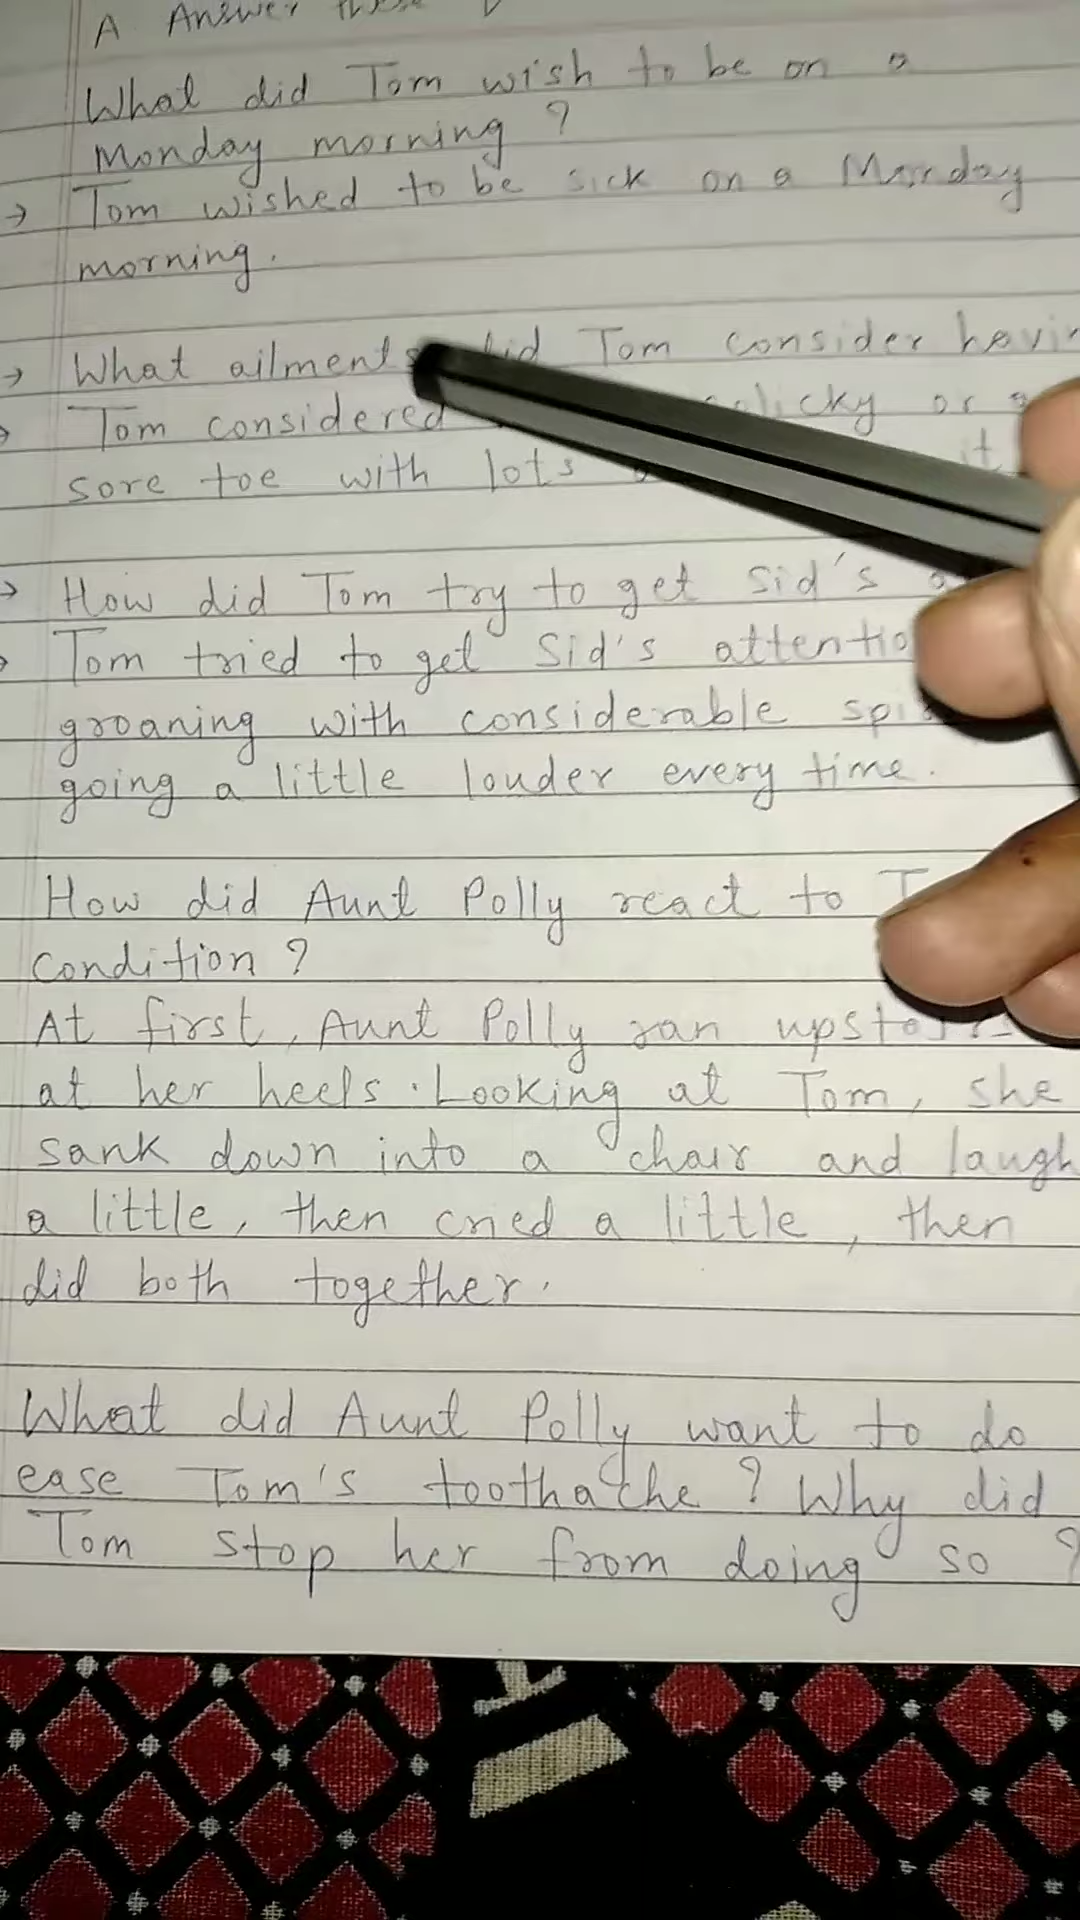 A Answer
What did Tom wish to be on a
Monday morning ?
→ Tom wished to be sick on a Monday
morning.
→ What ailments did Tom consider
Tom considered or a
sore toe with lots it
How did Tom try to get Sid's
Tom tried to get Sid's
groaning with considerable
going a little louder every time.
How did Aunt Polly react to
condition ?
At first, Aunt Polly ran
at her heels. Looking at Tom, she
sank down into a chair and
a little, then cried a little, then
did both together.
What did Aunt Polly want to do
ease Tom's toothache ? Why did
Tom stop her from doing so ?